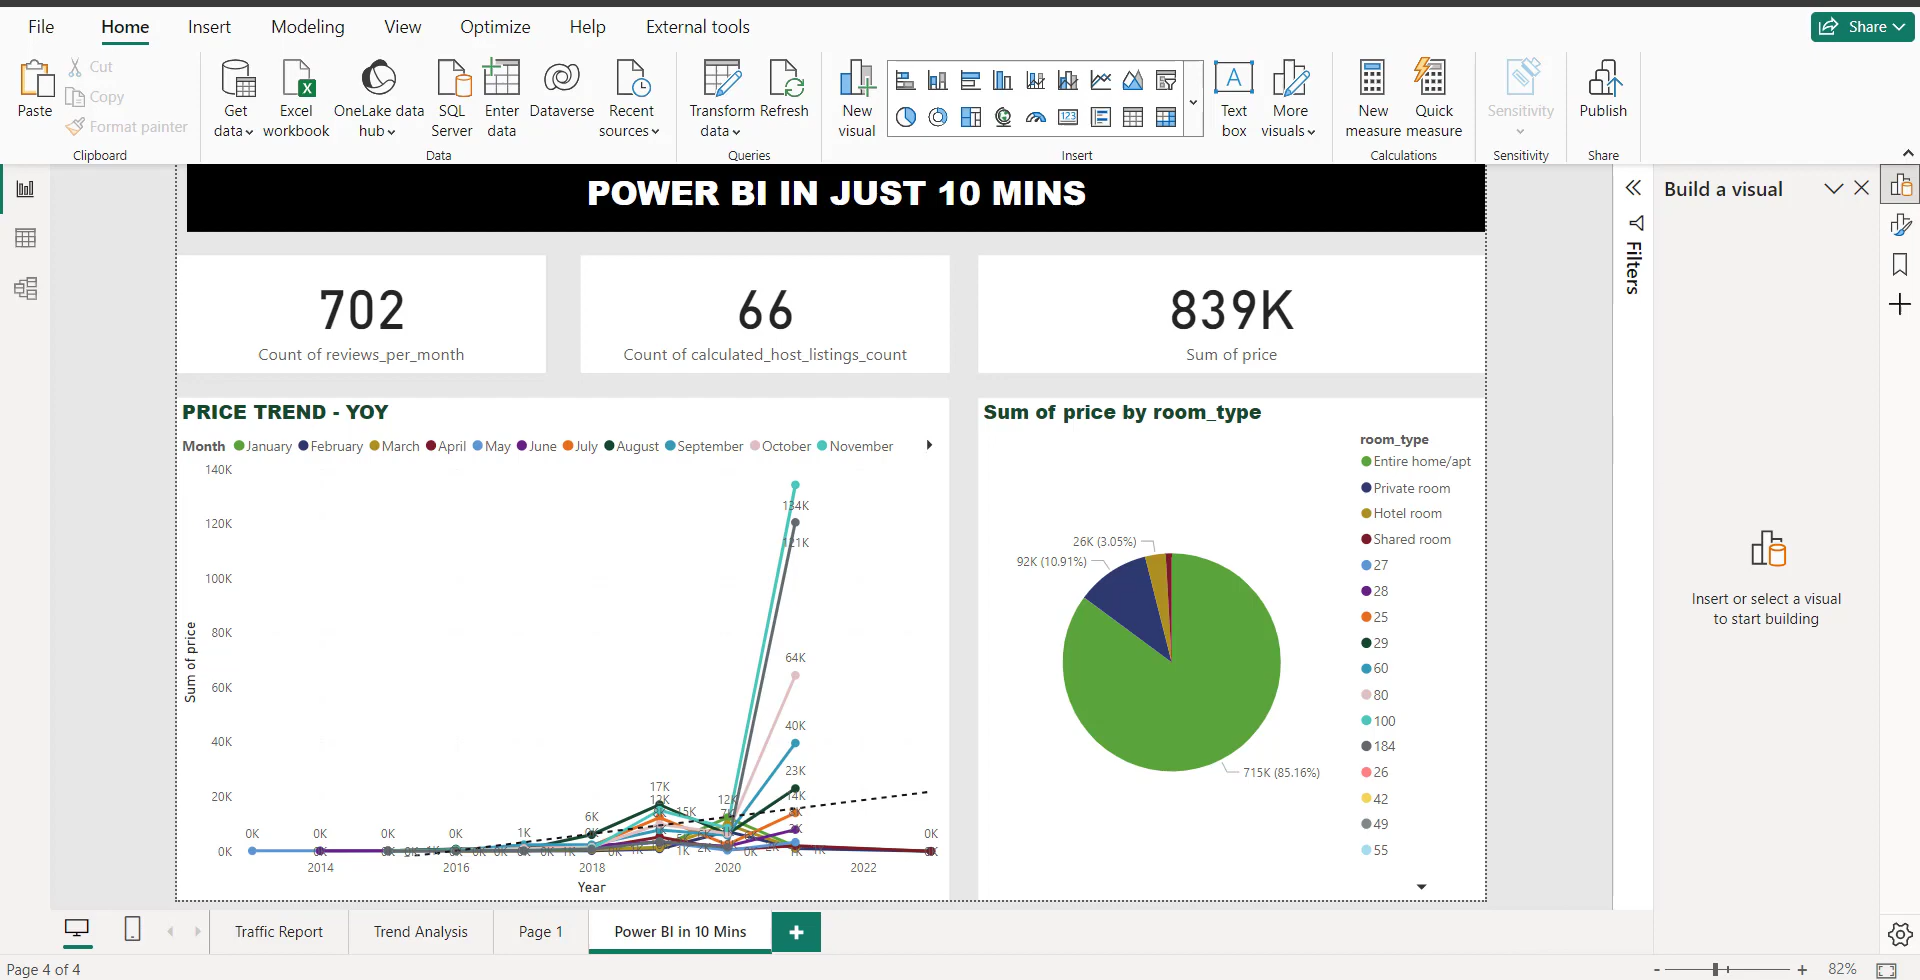 File Home Insert Modeling View Optimize Help External tools Share
Paste Cut Copy Format painter
Clipboard
Get data Excel workbook OneLake data hub SQL Server Enter data Dataverse Recent sources
Data
Transform data Refresh
Queries
New visual 123 A Text box More visuals
Insert
New measure Quick measure
Calculations
Sensitivity
Sensitivity
Publish
Share
POWER BI IN JUST 10 MINS
Build a visual
Filters
702
Count of reviews_per_month
66
Count of calculated_host_listings_count
839K
Sum of price
PRICE TREND - YOY
Month January February March April May June July August September October November
140K
120K
100K
80K
60K
40K
20K
0K
Sum of price
134K
121K
64K
40K
23K
14K
17K
12K
15K
12K
6K
0K 0K 0K 0K 1K
0K
2014 2016 2018 2020 2022
Year
Sum of price by room_type
room_type
Entire home/apt
Private room
Hotel room
Shared room
27
28
25
29
60
80
100
184
26
42
49
55
26K (3.05%)
92K (10.91%)
715K (85.16%)
Insert or select a visual
to start building
Traffic Report Trend Analysis Page 1 Power BI in 10 Mins +
Page 4 of 4 - + 82%